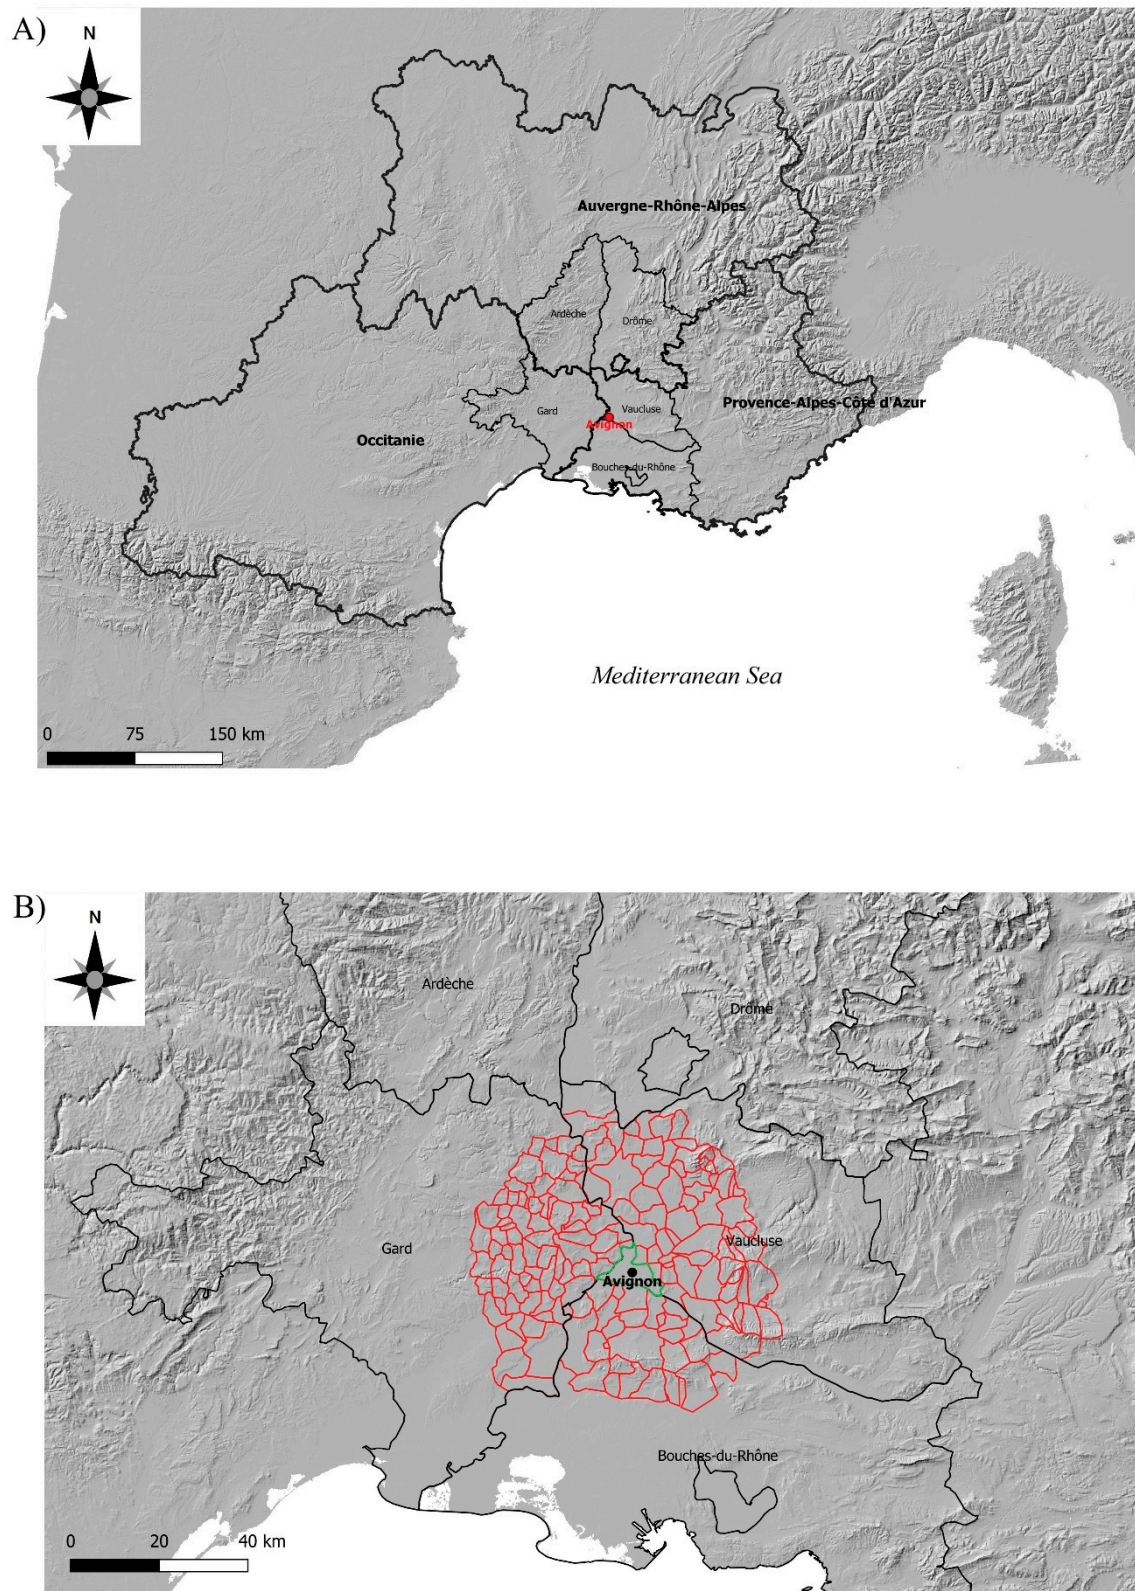 A)
N
Auvergne-Rhône-Alpes
Ardèche
Drôme
Provence-Alpes-Côte d'Azur
Gard
Vaucluse
Avignon
Occitanie
Bouches-du-Rhône
Mediterranean Sea
0 75 150 km
B)
N
Ardèche
Drôme
Gard
Vaucluse
Avignon
Bouches-du-Rhône
0 20 40 km